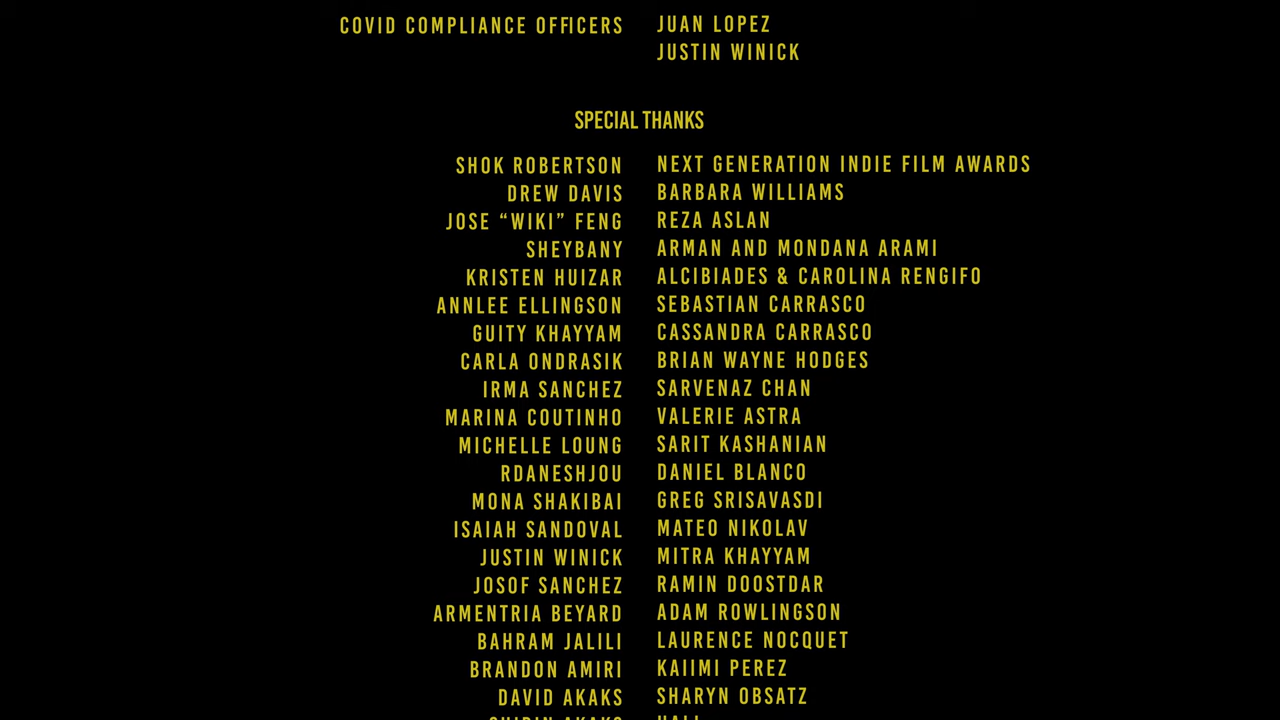 COVID COMPLIANCE OFFICERS JUAN LOPEZ
JUSTIN WINICK
SPECIAL THANKS
SHOK ROBERTSON NEXT GENERATION INDIE FILM AWARDS
DREW DAVIS BARBARA WILLIAMS
JOSE “WIKI” FENG REZA ASLAN
SHEYBANY ARMAN AND MONDANA ARAMI
KRISTEN HUIZAR ALCIBIADES & CAROLINA RENGIFO
ANNLEE ELLINGSON SEBASTIAN CARRASCO
GUITY KHAYYAM CASSANDRA CARRASCO
CARLA ONDRASIK BRIAN WAYNE HODGES
IRMA SANCHEZ SARVENAZ CHAN
MARINA COUTINHO VALERIE ASTRA
MICHELLE LOUNG SARIT KASHANIAN
RDANESHJOU DANIEL BLANCO
MONA SHAKIBAI GREG SRISAVASDI
ISAIAH SANDOVAL MATEO NIKOLAV
JUSTIN WINICK MITRA KHAYYAM
JOSOF SANCHEZ RAMIN DOOSTDAR
ARMENTRIA BEYARD ADAM ROWLINGSON
BAHRAM JALILI LAURENCE NOCQUET
BRANDON AMIRI KAIIMI PEREZ
DAVID AKAKS SHARYN OBSATZ